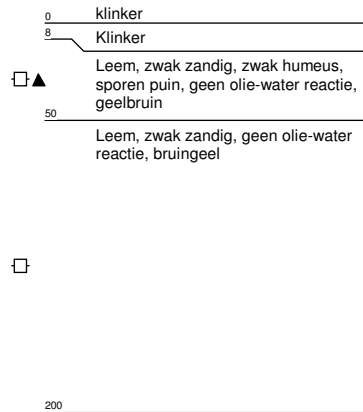 0 klinker
8 Klinker
Leem, zwak zandig, zwak humeus,
sporen puin, geen olie-water reactie,
geelbruin
50
Leem, zwak zandig, geen olie-water
reactie, bruingeel
200